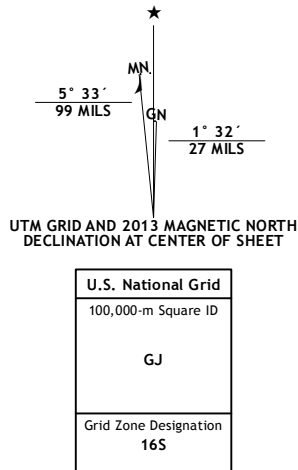 ★
MN.
GN
5° 33´
99 MILS
1° 32´
27 MILS
UTM GRID AND 2013 MAGNETIC NORTH
DECLINATION AT CENTER OF SHEET
U.S. National Grid
100,000-m Square ID
GJ
Grid Zone Designation
16S